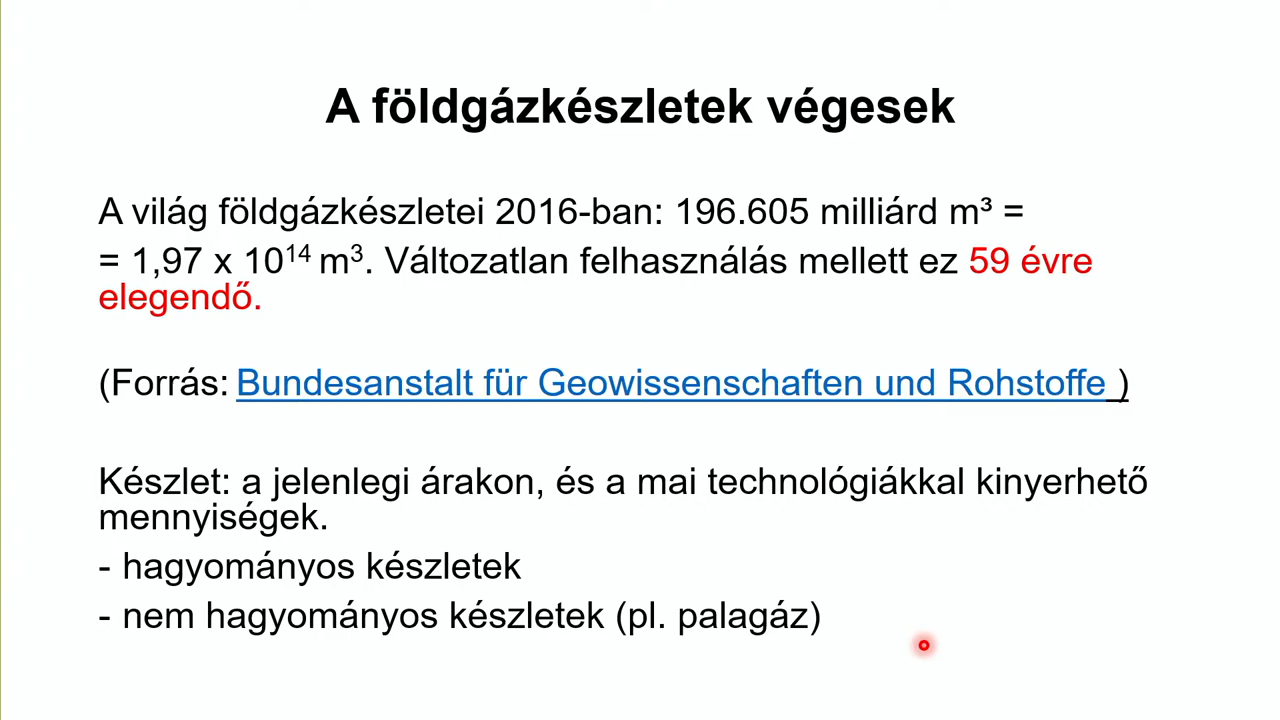 A földgázkészletek végesek
A világ földgázkészletei 2016-ban: 196.605 milliárd m³ =
= 1,97 x 10¹⁴ m³. Változatlan felhasználás mellett ez 59 évre
elegendő.
(Forrás: Bundesanstalt für Geowissenschaften und Rohstoffe )
Készlet: a jelenlegi árakon, és a mai technológiákkal kinyerhető
mennyiségek.
- hagyományos készletek
- nem hagyományos készletek (pl. palagáz)